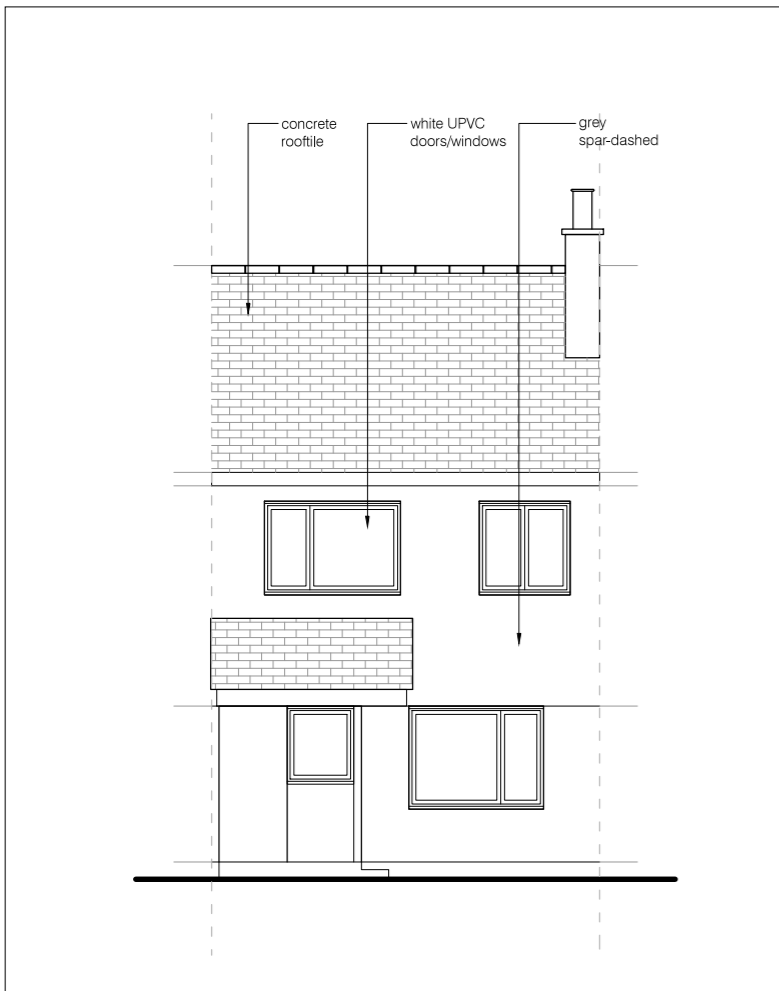 concrete
rooftile
white UPVC
doors/windows
grey
spar-dashed